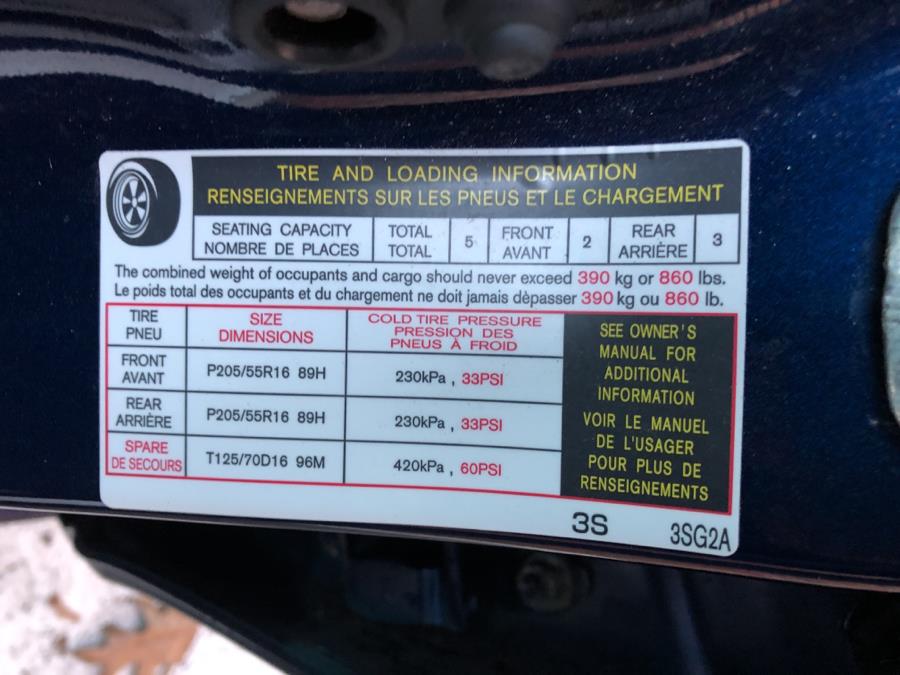 TIRE AND LOADING INFORMATION
RENSEIGNEMENTS SUR LES PNEUS ET LE CHARGEMENT
SEATING CAPACITY
NOMBRE DE PLACES
TOTAL
TOTAL
5
FRONT
AVANT
2
REAR
ARRIÈRE
3
The combined weight of occupants and cargo should never exceed 390 kg or 860 lbs.
Le poids total des occupants et du chargement ne doit jamais dépasser 390 kg ou 860 lb.
TIRE
PNEU
SIZE
DIMENSIONS
COLD TIRE PRESSURE
PRESSION DES
PNEUS À FROID
FRONT
AVANT
P205/55R16 89H
230kPa , 33PSI
REAR
ARRIÈRE
P205/55R16 89H
230kPa , 33PSI
SPARE
DE SECOURS
T125/70D16 96M
420kPa , 60PSI
SEE OWNER'S
MANUAL FOR
ADDITIONAL
INFORMATION
VOIR LE MANUEL
DE L'USAGER
POUR PLUS DE
RENSEIGNEMENTS
3S
3SG2A